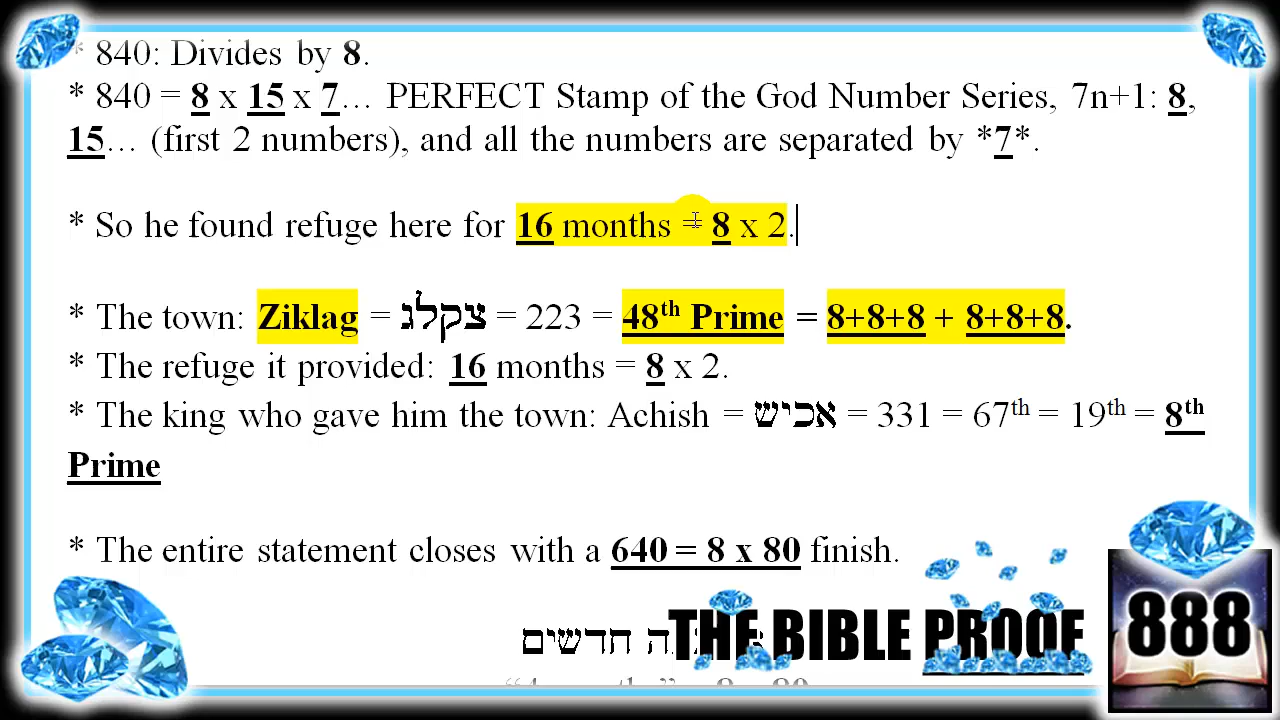 * 840: Divides by 8.
* 840 = 8 x 15 x 7… PERFECT Stamp of the God Number Series, 7n+1: 8,
15… (first 2 numbers), and all the numbers are separated by *7*.
* So he found refuge here for 16 months = 8 x 2.
* The town: Ziklag = צקלג = 223 = 48th Prime = 8+8+8 + 8+8+8.
* The refuge it provided: 16 months = 8 x 2.
* The king who gave him the town: Achish = אכיש = 331 = 67th = 19th = 8th
Prime
* The entire statement closes with a 640 = 8 x 80 finish.
חדשים
THE BIBLE PROOF
888